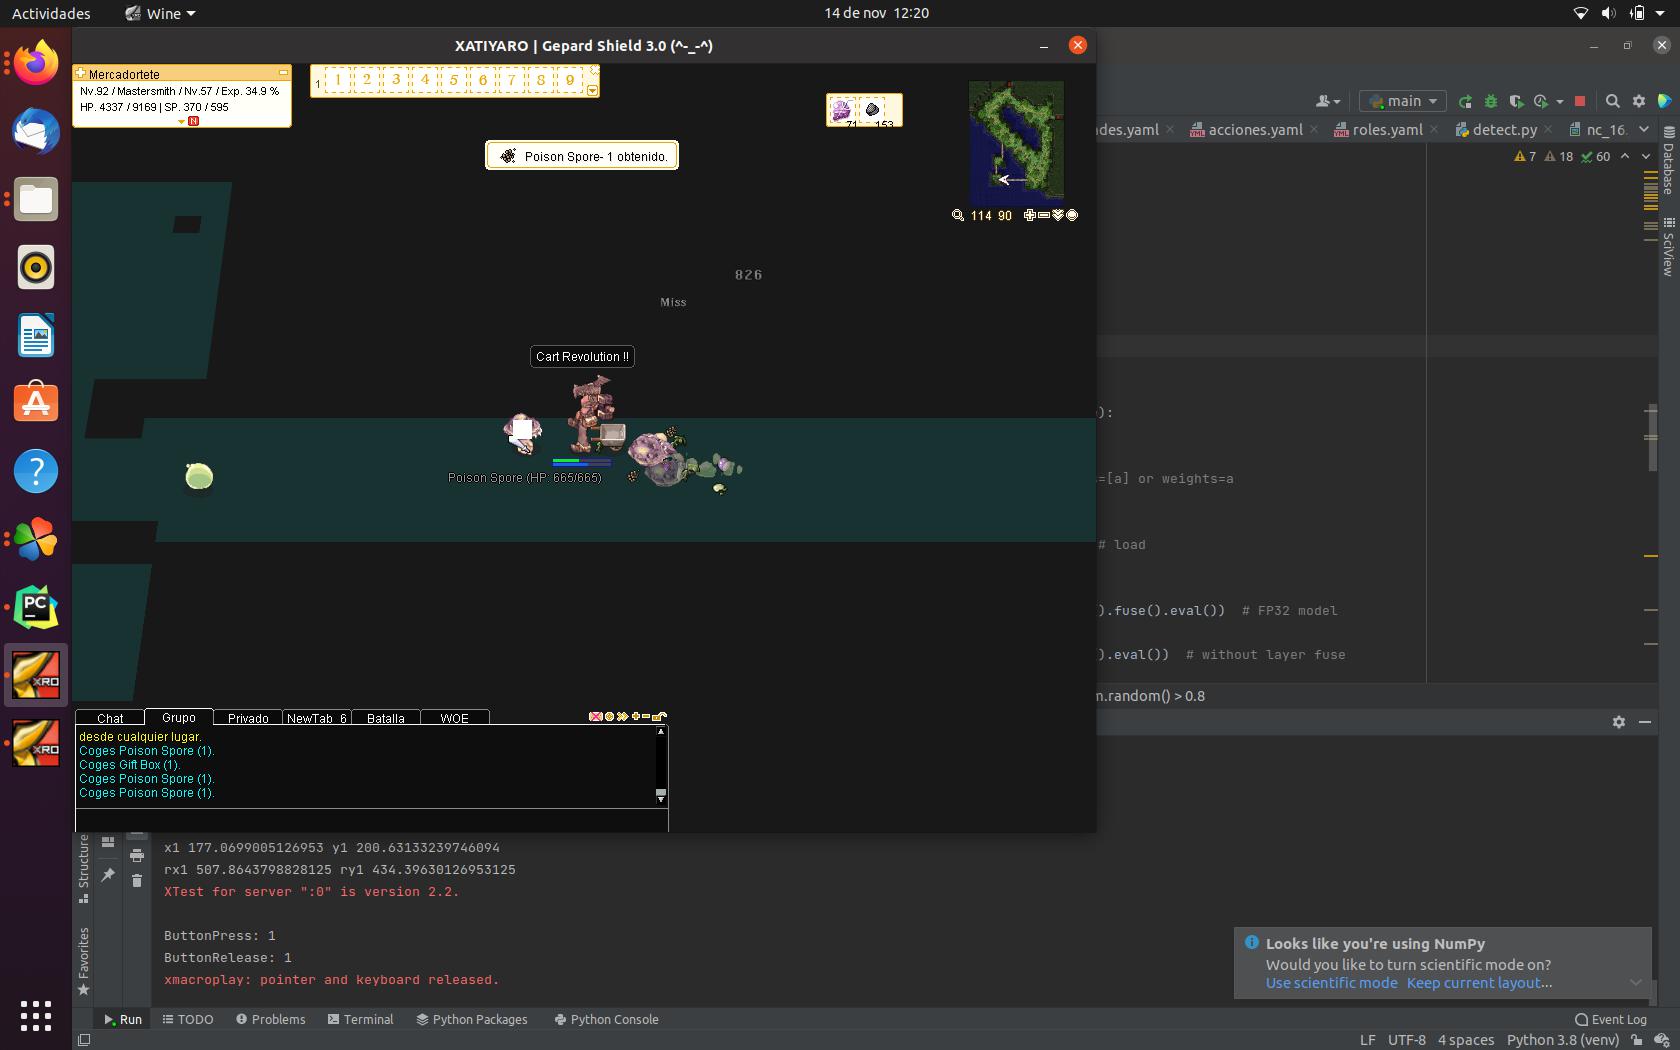 Actividades
Wine
14 de nov 12:20
XATIYARO | Gepard Shield 3.0 (^-_-^)
Mercadortete
Nv.92 / Mastersmith / Nv.57 / Exp. 34.9 %
HP. 4337 / 9169 | SP. 370 / 595
N
1
1 2 3 4 5 6 7 8 9
71 153
Poison Spore- 1 obtenido.
114 90
826
Miss
Cart Revolution !!
Poison Spore (HP: 665/665)
Chat Grupo Privado NewTab_6 Batalla WOE
desde cualquier lugar.
Coges Poison Spore (1).
Coges Gift Box (1).
Coges Poison Spore (1).
Coges Poison Spore (1).
main
des.yaml acciones.yaml roles.yaml detect.py nc_16.
7 18 60
):
=[a] or weights=a
# load
).fuse().eval()) # FP32 model
).eval()) # without layer fuse
m.random() > 0.8
Database
SciView
Structure
Favorites
x1 177.0699005126953 y1 200.63133239746094
rx1 507.8643798828125 ry1 434.39630126953125
XTest for server ":0" is version 2.2.
ButtonPress: 1
ButtonRelease: 1
xmacroplay: pointer and keyboard released.
Looks like you're using NumPy
Would you like to turn scientific mode on?
Use scientific mode Keep current layout...
Run TODO Problems Terminal Python Packages Python Console
Event Log
LF UTF-8 4 spaces Python 3.8 (venv)
PC
XRO
XRO